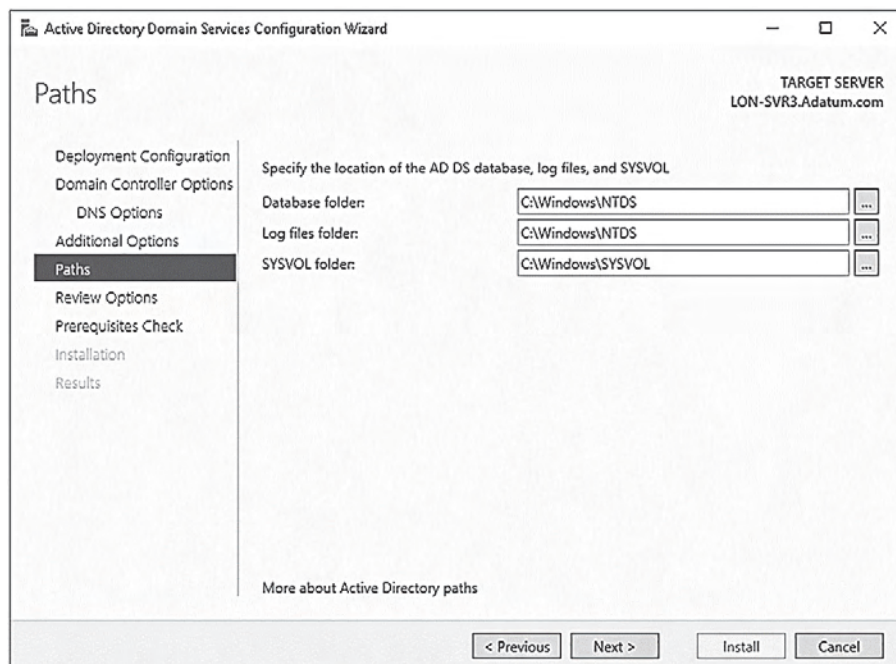 Active Directory Domain Services Configuration Wizard
Paths
TARGET SERVER
LON-SVR3.Adatum.com
Deployment Configuration
Domain Controller Options
DNS Options
Additional Options
Paths
Review Options
Prerequisites Check
Installation
Results
Specify the location of the AD DS database, log files, and SYSVOL
Database folder: C:\Windows\NTDS ...
Log files folder: C:\Windows\NTDS ...
SYSVOL folder: C:\Windows\SYSVOL ...
More about Active Directory paths
< Previous Next > Install Cancel